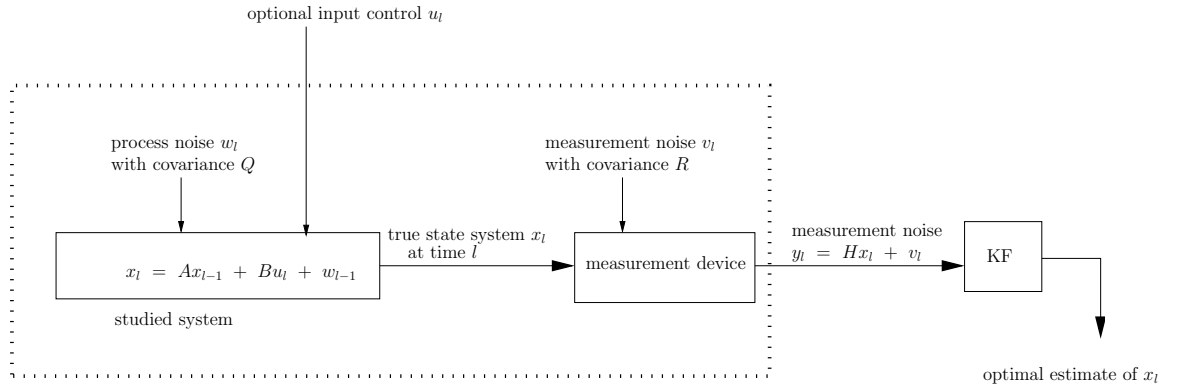 optional input control u_l
process noise w_l
with covariance Q
measurement noise v_l
with covariance R
x_l = Ax_{l−1} + Bu_l + w_{l−1}
studied system
true state system x_l
at time l
measurement device
measurement noise
y_l = Hx_l + v_l
KF
optimal estimate of x_l